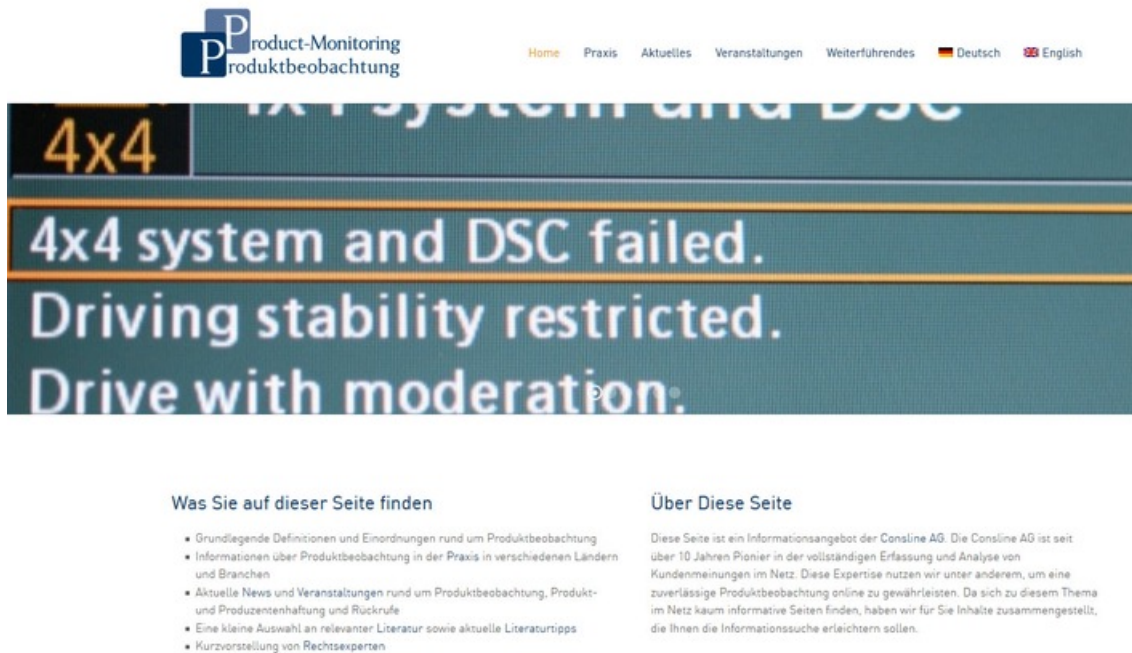 Product-Monitoring
Produktbeobachtung
Home Praxis Aktuelles Veranstaltungen Weiterführendes Deutsch English
4x4 system and DSC
4x4
4x4 system and DSC failed.
Driving stability restricted.
Drive with moderation.
Was Sie auf dieser Seite finden
Grundlegende Definitionen und Einordnungen rund um Produktbeobachtung
Informationen über Produktbeobachtung in der Praxis in verschiedenen Ländern
und Branchen
Aktuelle News und Veranstaltungen rund um Produktbeobachtung, Produkt-
und Produzentenhaftung und Rückrufe
Eine kleine Auswahl an relevanter Literatur sowie aktuelle Literaturtipps
Kurzvorstellung von Rechtsexperten
Über Diese Seite
Diese Seite ist ein Informationsangebot der Consline AG. Die Consline AG ist seit
über 10 Jahren Pionier in der vollständigen Erfassung und Analyse von
Kundenmeinungen im Netz. Diese Expertise nutzen wir unter anderem, um eine
zuverlässige Produktbeobachtung online zu gewährleisten. Da sich zu diesem Thema
im Netz kaum informative Seiten finden, haben wir für Sie Inhalte zusammengestellt,
die Ihnen die Informationssuche erleichtern sollen.